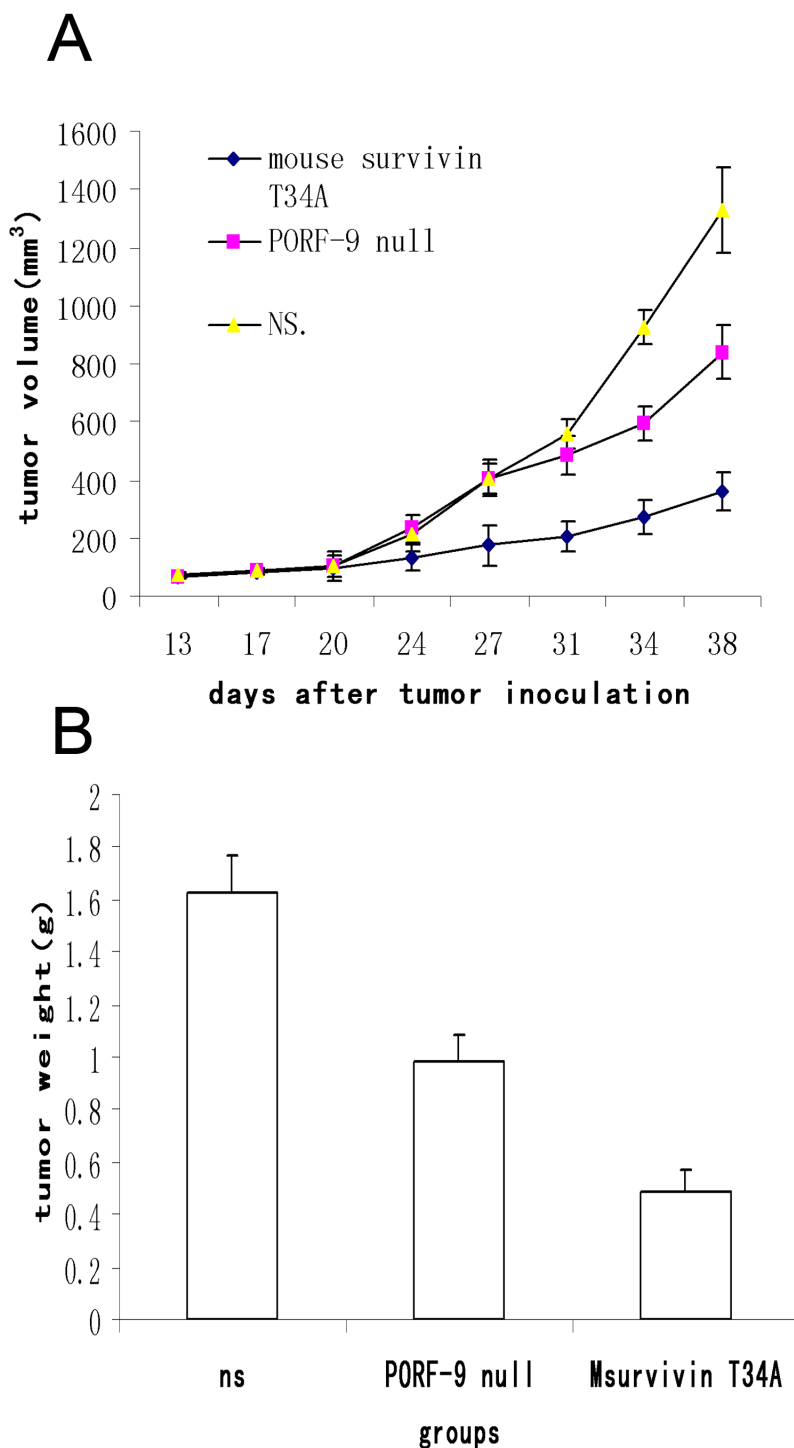 A
1600
1400
1200
1000
800
600
400
200
0
tumor volume(mm³)
mouse survivin
T34A
PORF-9 null
NS.
13 17 20 24 27 31 34 38
days after tumor inoculation
B
2
1.8
1.6
1.4
1.2
1
0.8
0.6
0.4
0.2
0
tumor weight(g)
ns PORF-9 null Msurvivin T34A
groups